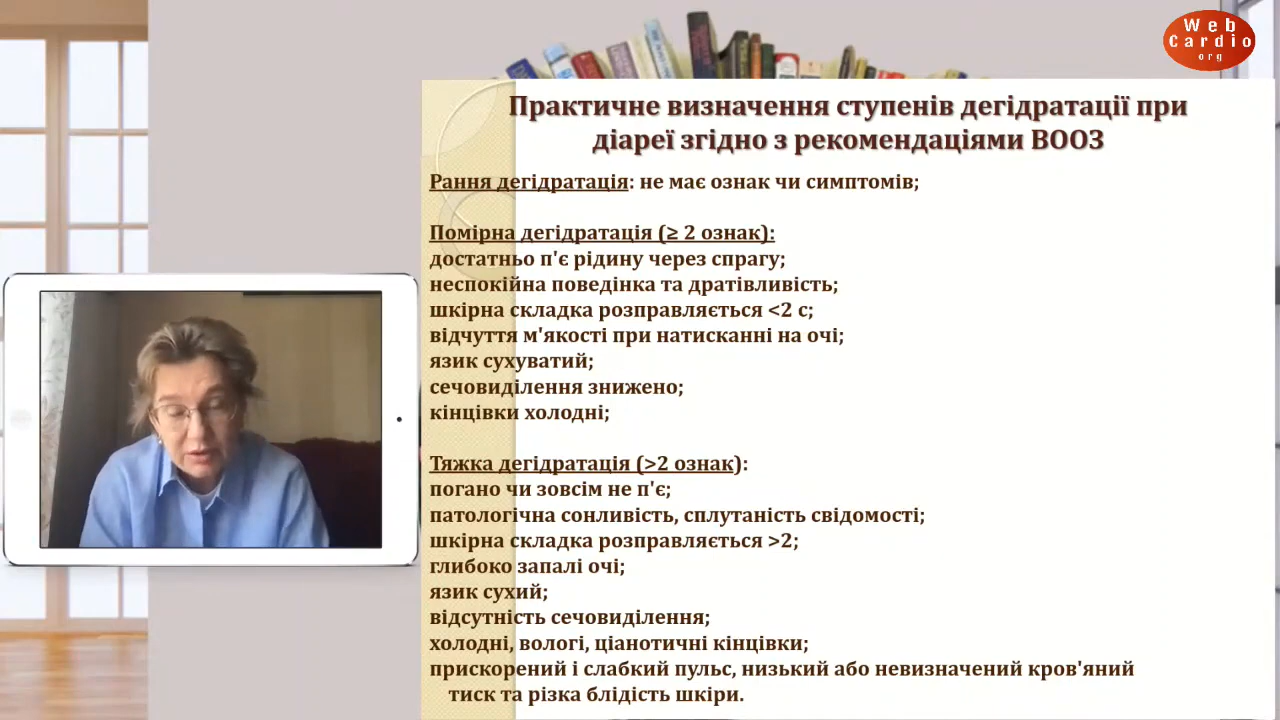 Web
Cardio
org
Практичне визначення ступенів дегідратації при
діареї згідно з рекомендаціями ВООЗ
Рання дегідратація: не має ознак чи симптомів;
Помірна дегідратація (≥ 2 ознак):
достатньо п'є рідину через спрагу;
неспокійна поведінка та дратівливість;
шкірна складка розправляється <2 с;
відчуття м'якості при натисканні на очі;
язик сухуватий;
сечовиділення знижено;
кінцівки холодні;
Тяжка дегідратація (>2 ознак):
погано чи зовсім не п'є;
патологічна сонливість, сплутаність свідомості;
шкірна складка розправляється >2;
глибоко запалі очі;
язик сухий;
відсутність сечовиділення;
холодні, вологі, ціанотичні кінцівки;
прискорений і слабкий пульс, низький або невизначений кров'яний
тиск та різка блідість шкіри.